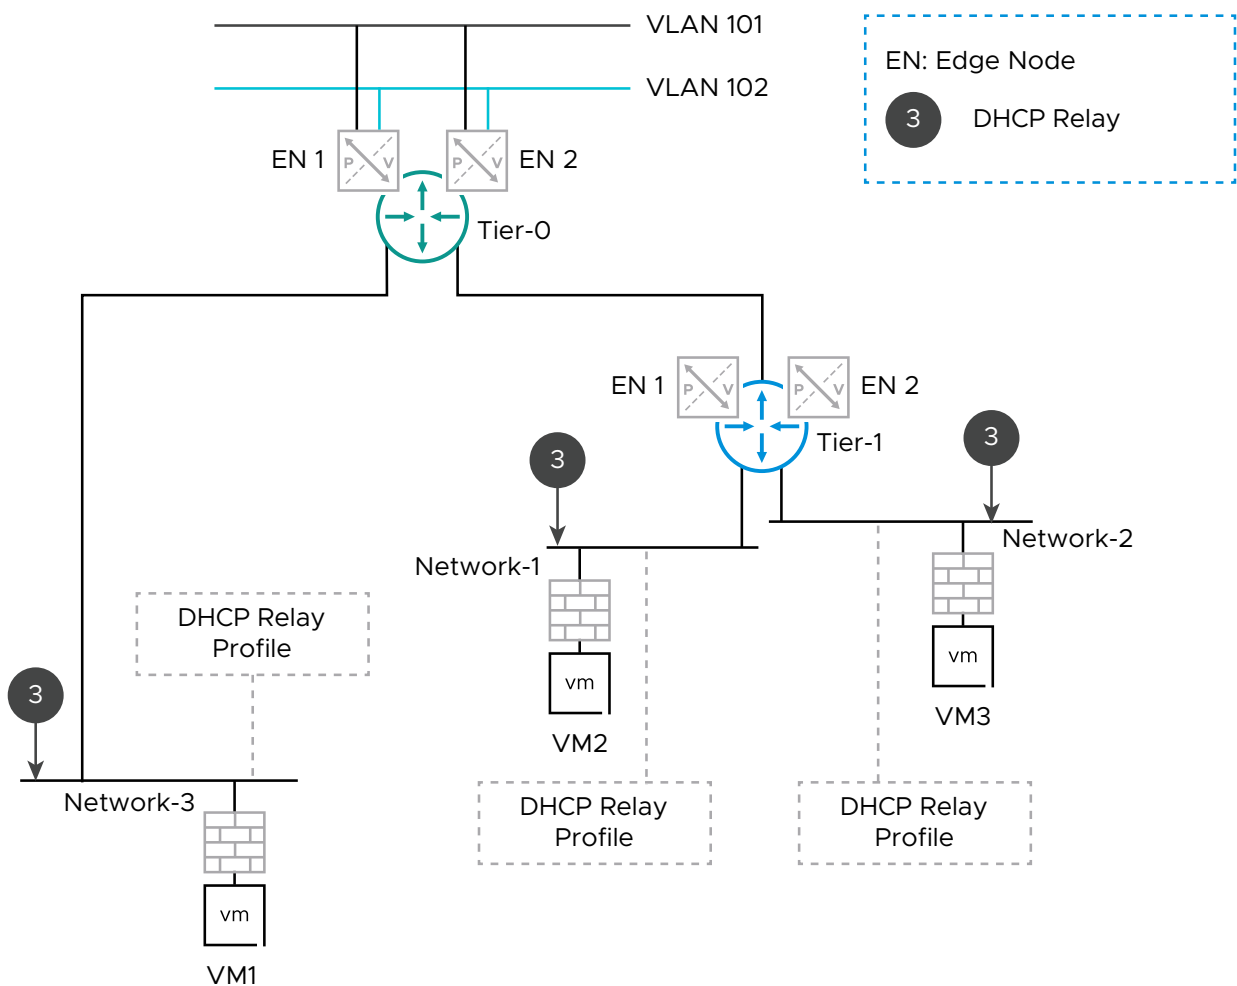 VLAN 101
VLAN 102
EN: Edge Node
3 DHCP Relay
EN 1
P V
P V
EN 2
Tier-0
EN 1
P V
P V
EN 2
Tier-1
3
3
Network-1
Network-2
DHCP Relay
Profile
vm
VM2
vm
VM3
3
Network-3
DHCP Relay
Profile
DHCP Relay
Profile
vm
VM1